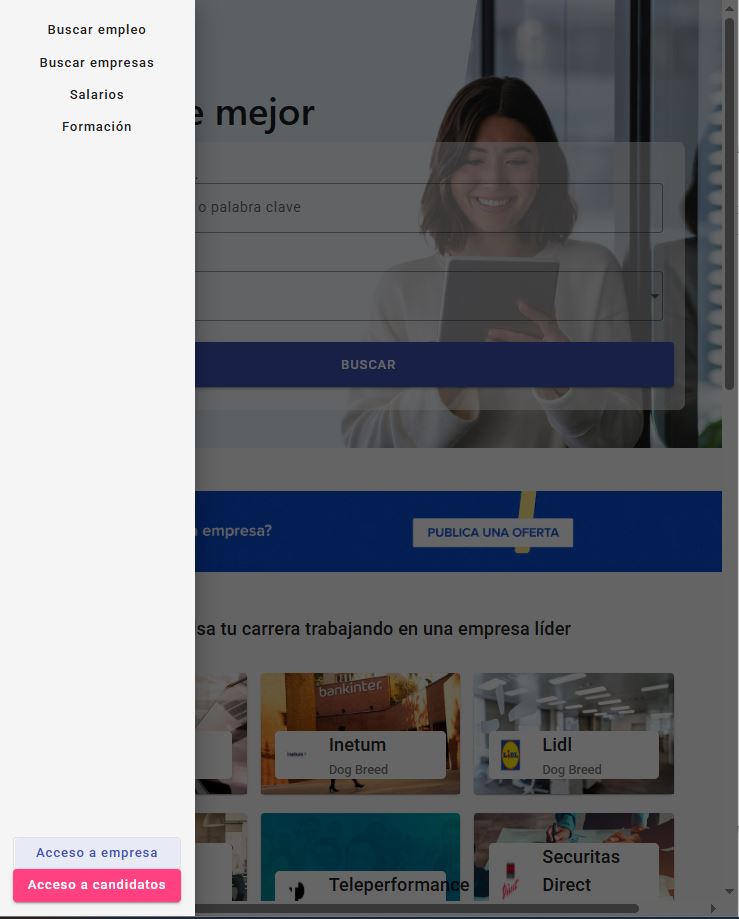 Buscar empleo
Buscar empresas
Salarios
Formación
e mejor
o palabra clave
BUSCAR
empresa?
PUBLICA UNA OFERTA
sa tu carrera trabajando en una empresa líder
bankinter.
Inetum
Dog Breed
Lidl
Dog Breed
LIDL
Teleperformance
Securitas
Direct
Acceso a empresa
Acceso a candidatos